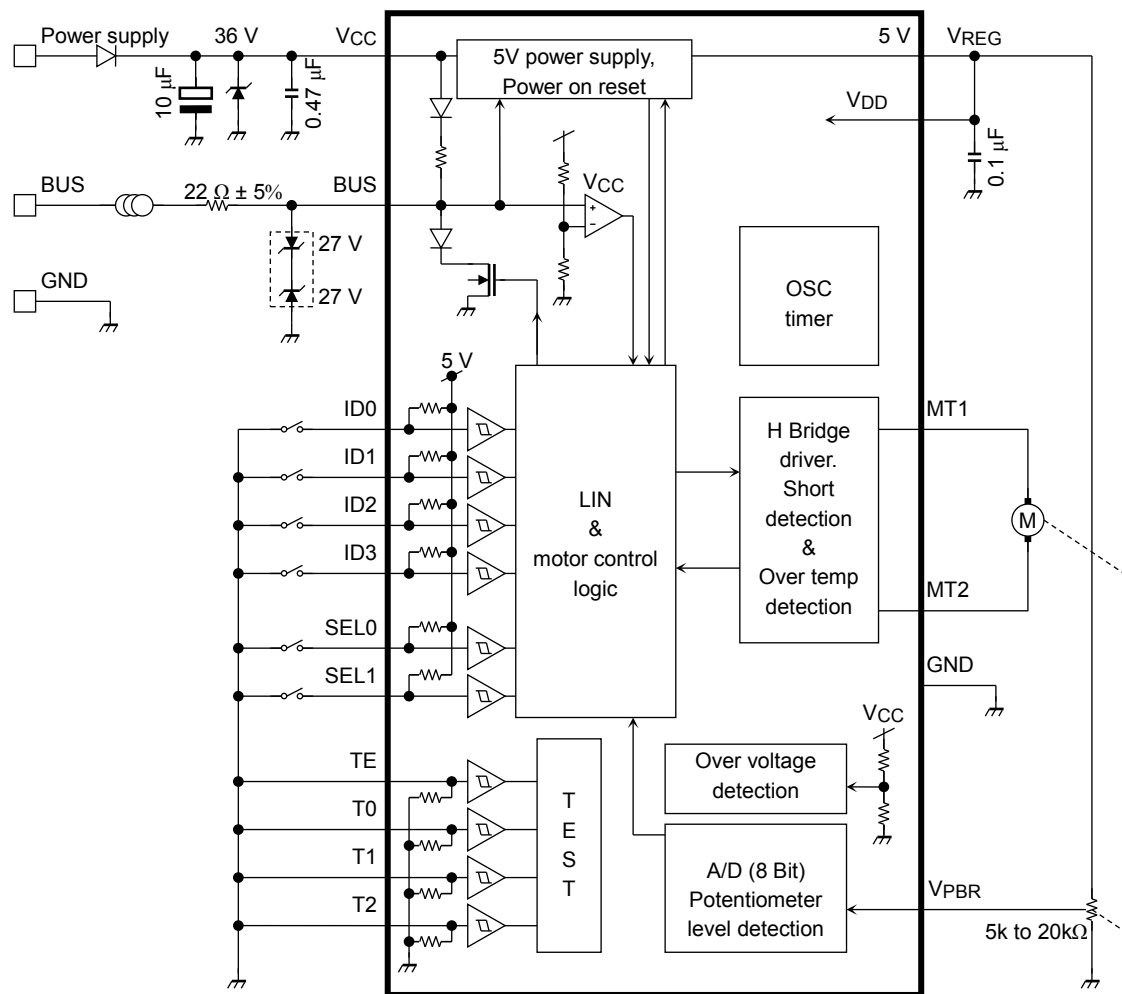 Power supply
36 V
VCC
5V power supply,
Power on reset
5 V
VREG
10 µF
0.47 µF
VDD
0.1 µF
BUS
22 Ω ± 5%
BUS
VCC
+
−
27 V
27 V
GND
OSC
timer
5 V
ID0
ID1
ID2
ID3
SEL0
SEL1
LIN
&
motor control
logic
H Bridge
driver.
Short
detection
&
Over temp
detection
MT1
M
MT2
GND
VCC
Over voltage
detection
TE
T0
T1
T2
T
E
S
T
A/D (8 Bit)
Potentiometer
level detection
VPBR
5k to 20kΩ